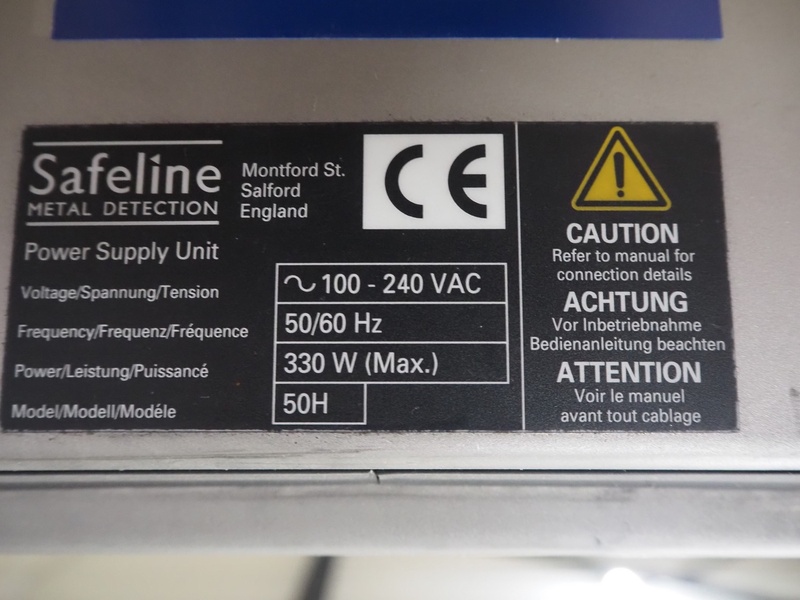 Safeline
METAL DETECTION
Montford St.
Salford
England
CE
Power Supply Unit
Voltage/Spannung/Tension
~ 100 - 240 VAC
Frequency/Frequenz/Fréquence
50/60 Hz
Power/Leistung/Puissancé
330 W (Max.)
Model/Modell/Modéle
50H
CAUTION
Refer to manual for
connection details
ACHTUNG
Vor Inbetriebnahme
Bedienanleitung beachten
ATTENTION
Voir le manuel
avant tout cablage